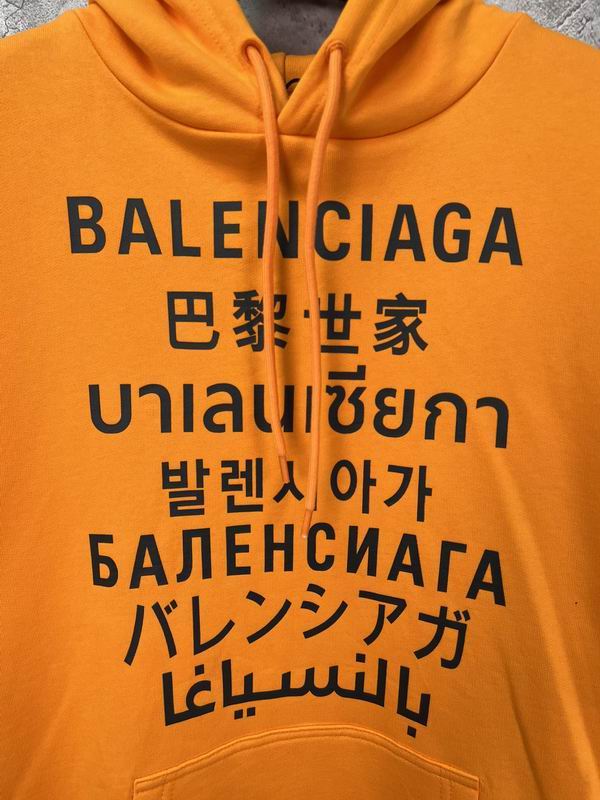 BALENCIAGA
巴黎世家
บาเลนเซียกา
발렌시아가
БАЛЕНСИАГА
バレンシアガ
بالنسياغا